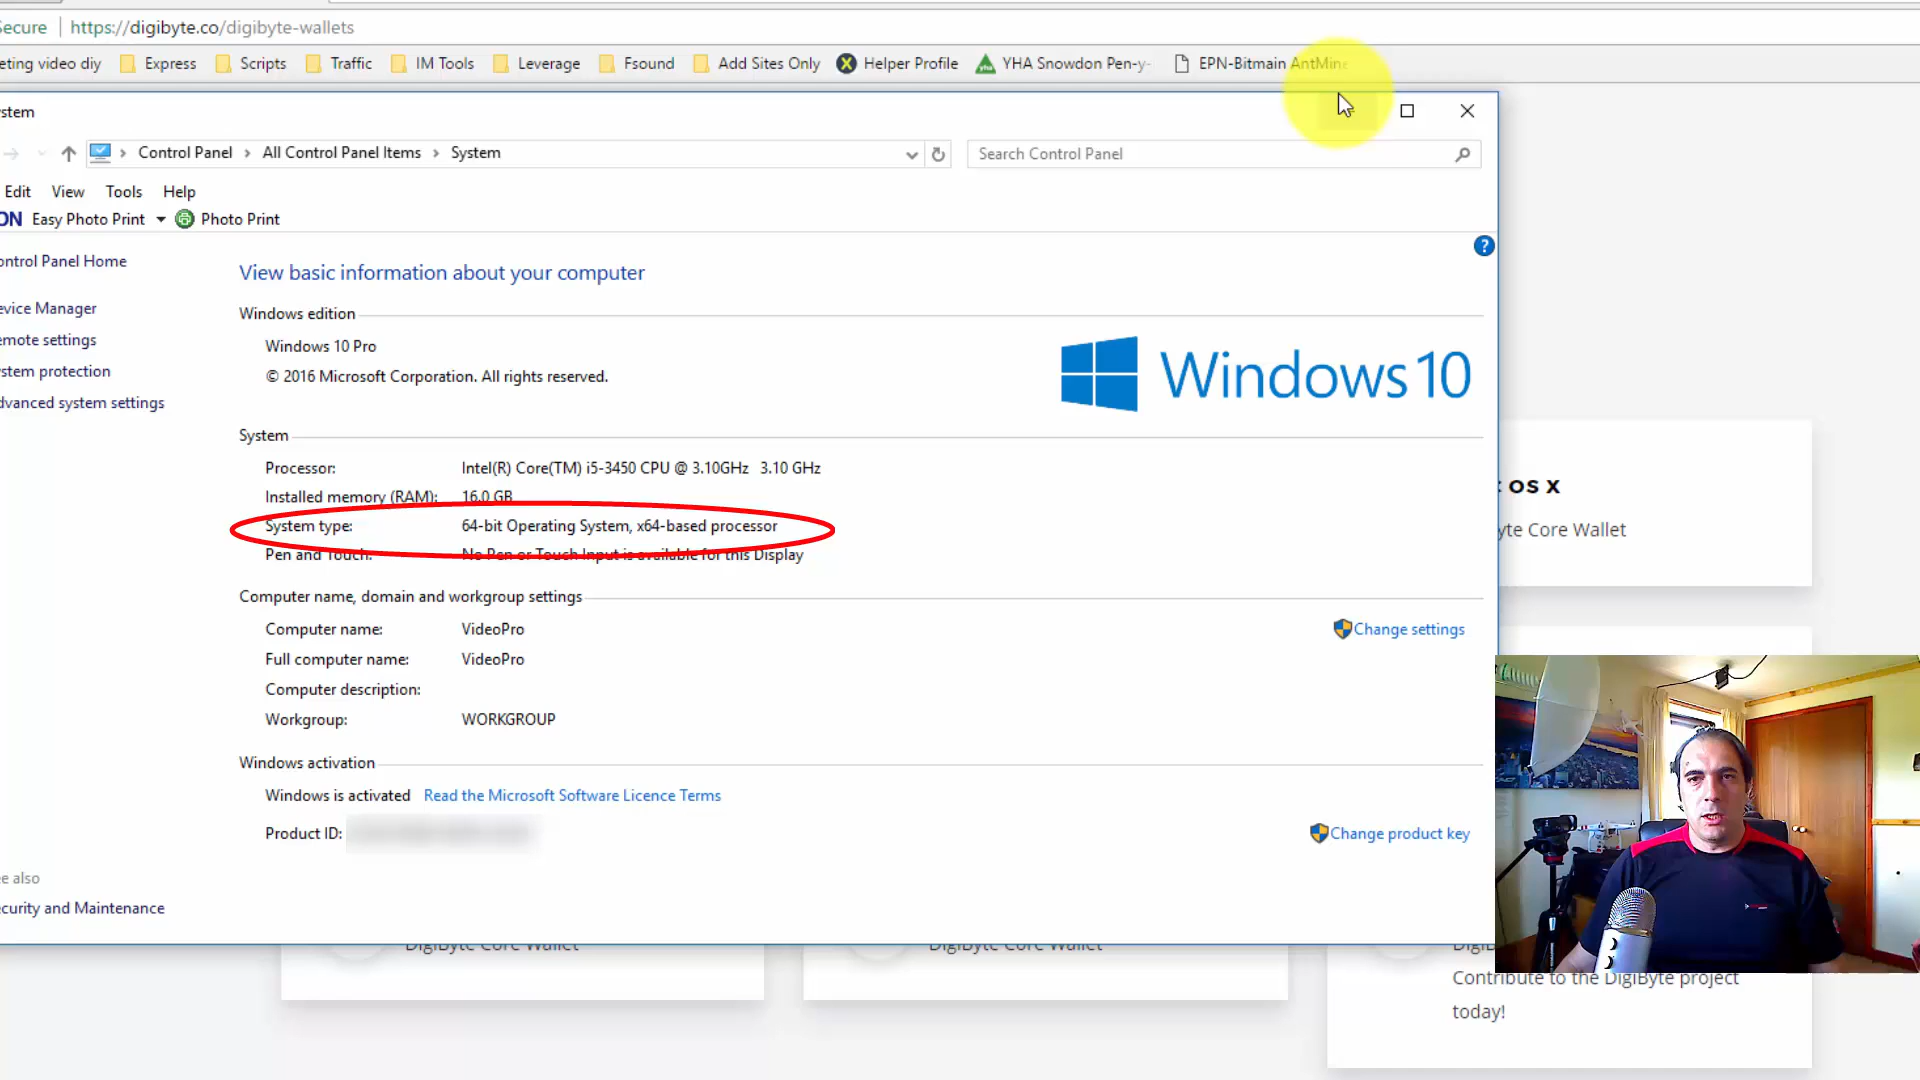 ecure | https://digibyte.co/digibyte-wallets
eting video diy Express Scripts Traffic IM Tools Leverage Fsound Add Sites Only Helper Profile YHA Snowdon Pen-y- EPN-Bitmain AntMine
stem
Control Panel > All Control Panel Items > System
Search Control Panel
Edit View Tools Help
ON Easy Photo Print Photo Print
ontrol Panel Home
evice Manager
emote settings
stem protection
dvanced system settings
View basic information about your computer
Windows edition
Windows 10 Pro
© 2016 Microsoft Corporation. All rights reserved.
Windows 10
System
Processor: Intel(R) Core(TM) i5-3450 CPU @ 3.10GHz 3.10 GHz
Installed memory (RAM): 16.0 GB
System type: 64-bit Operating System, x64-based processor
Pen and Touch: No Pen or Touch Input is available for this Display
Computer name, domain and workgroup settings
Computer name: VideoPro
Change settings
Full computer name: VideoPro
Computer description:
Workgroup: WORKGROUP
Windows activation
Windows is activated Read the Microsoft Software Licence Terms
Product ID:
Change product key
e also
curity and Maintenance
OS X
yte Core Wallet
DigiByte Core Wallet
DigiByte Core Wallet
Contribute to the DigiByte project
today!